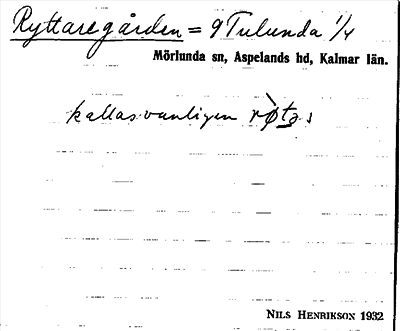 Ryttaregården = 9 Tulunda 1/4
Mörlunda sn, Aspelands hd, Kalmar län.
kallas vanligen
NILS HENRIKSON 1932